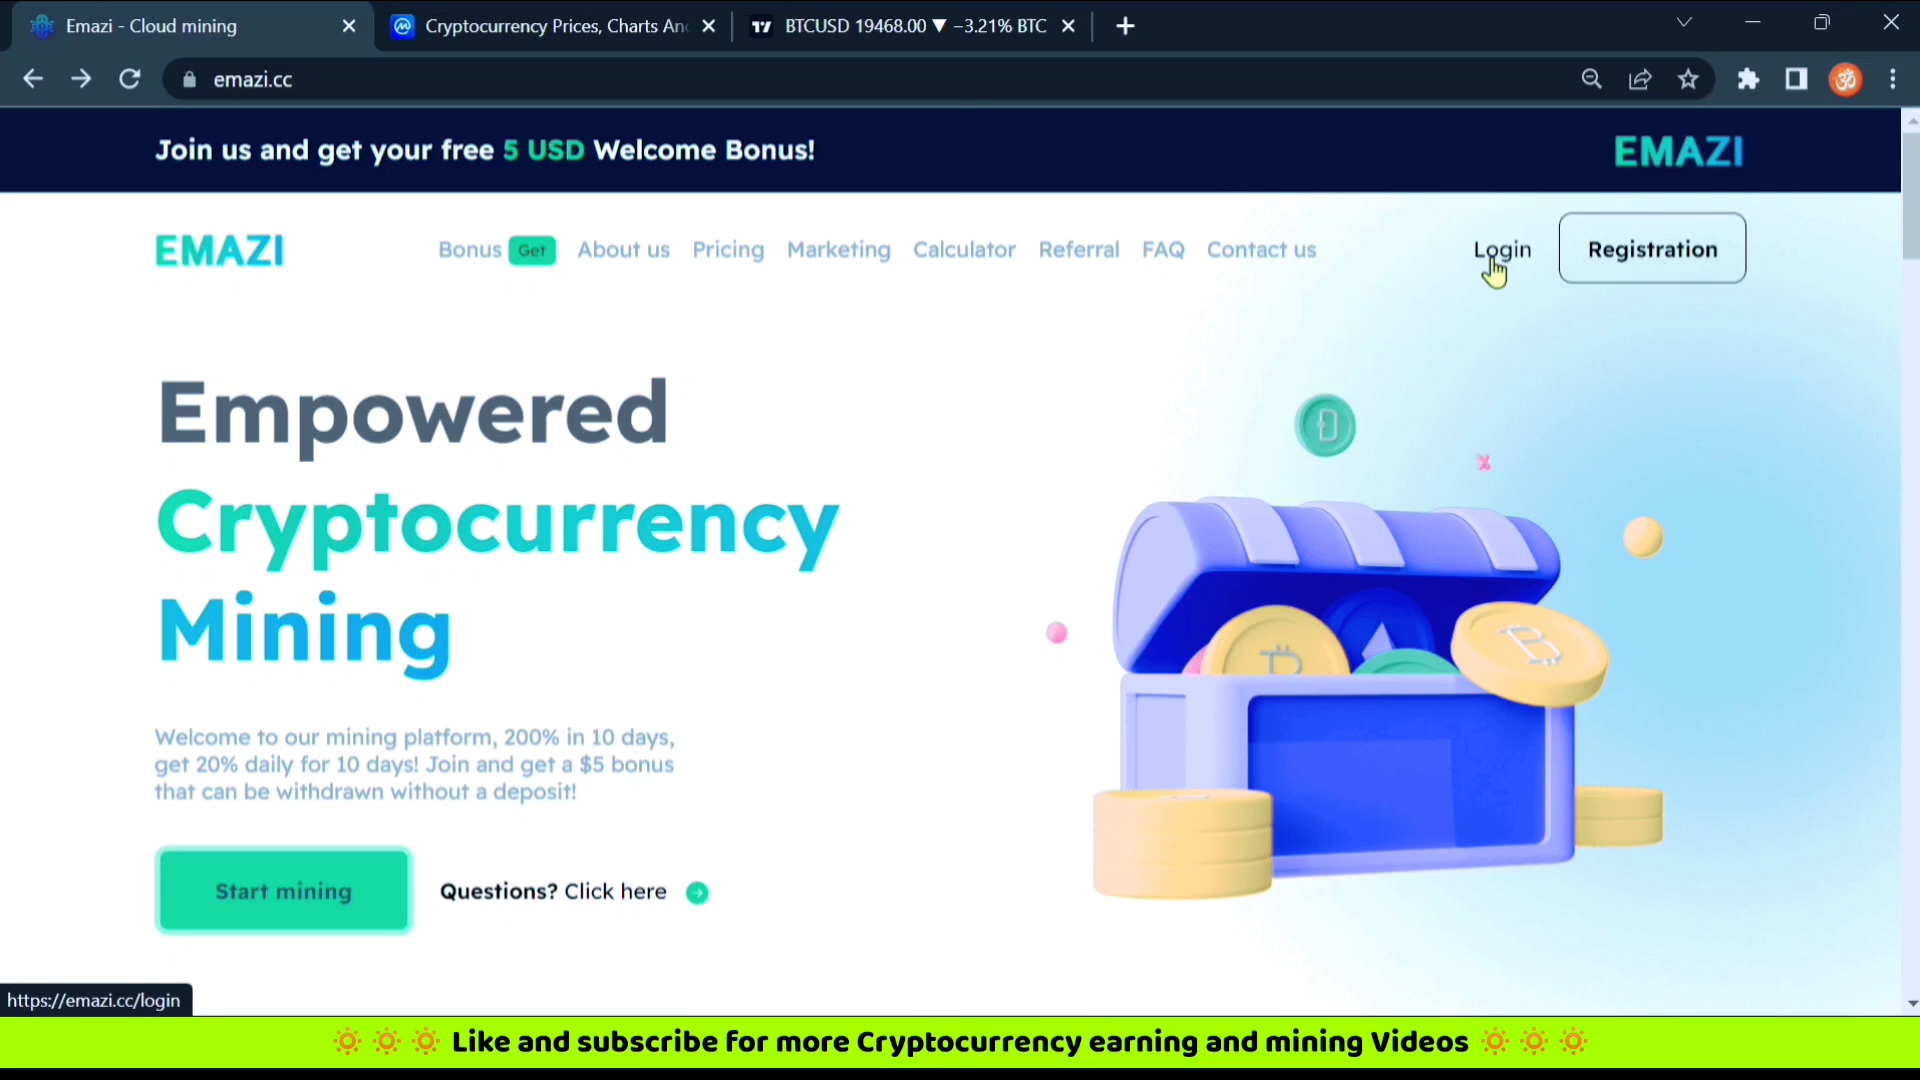 Emazi - Cloud mining
Cryptocurrency Prices, Charts An
BTCUSD 19468.00 ▼ −3.21% BTC
emazi.cc
Join us and get your free 5 USD Welcome Bonus!
EMAZI
EMAZI
Bonus Get About us Pricing Marketing Calculator Referral FAQ Contact us Login Registration
Empowered
Cryptocurrency
Mining
Welcome to our mining platform, 200% in 10 days,
get 20% daily for 10 days! Join and get a $5 bonus
that can be withdrawn without a deposit!
Start mining
Questions? Click here
https://emazi.cc/login
🔅 🔅 🔅 Like and subscribe for more Cryptocurrency earning and mining Videos 🔅 🔅 🔅